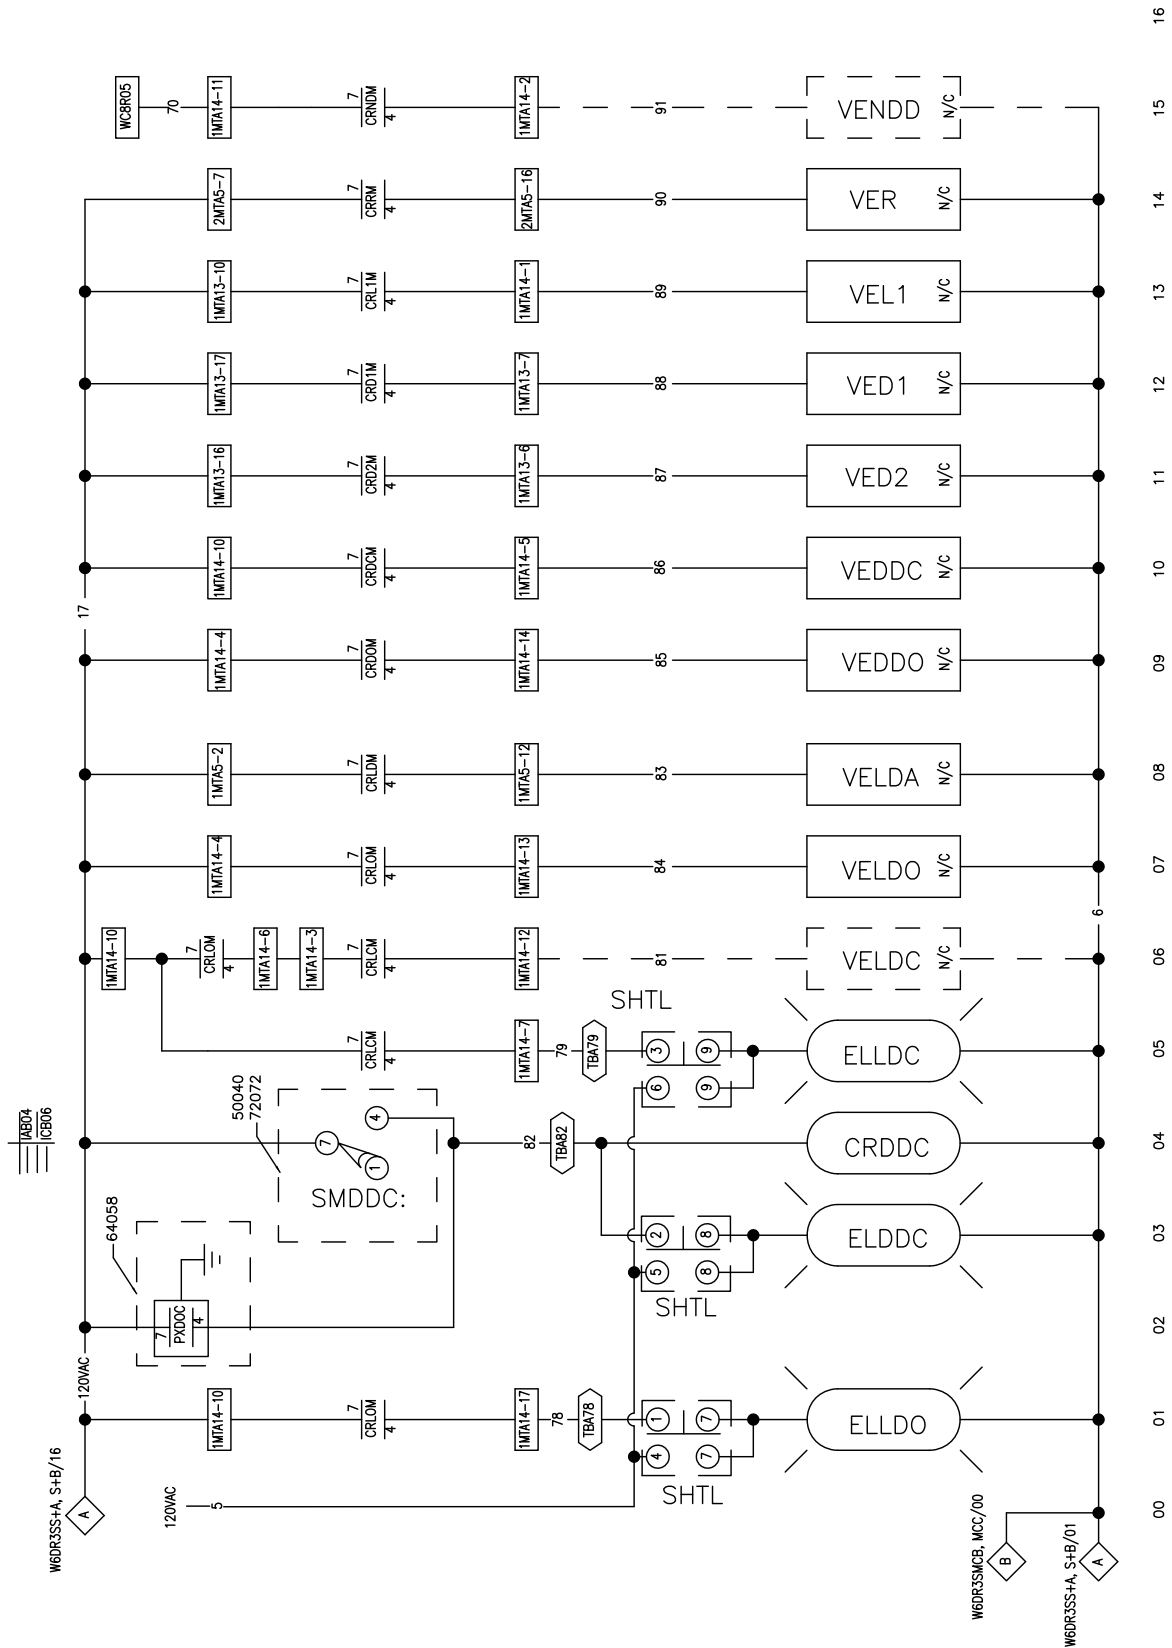 W6DR3SS+A, S+B/16
A
120VAC
17
120VAC
5
W6DR3SMCB, MCC/00
B
W6DR3SS+A, S+B/01
A
6
00
1MTA14-10
7
CRLOM
4
1MTA14-17
78
TBA78
1
7
4
7
SHTL
ELLDO
01
64058
7
PXDOC
4
02
2
8
5
8
SHTL
ELDDC
03
IAB04
ICB06
50040
72072
7
4
1
SMDDC:
82
TBA82
CRDDC
04
CRLCM
4
1MTA14-7
79
TBA79
SHTL
3
9
6
9
ELLDC
05
1MTA14-10
7
CRLOM
4
1MTA14-6
1MTA14-3
7
CRLCM
4
1MTA14-12
81
VELDC
N/C
06
1MTA14-4
7
CRLOM
4
1MTA14-13
84
VELDO
N/C
07
1MTA5-2
7
CRLDM
4
1MTA5-12
83
VELDA
N/C
08
1MTA14-4
7
CRDOM
4
1MTA14-14
85
VEDDO
N/C
09
1MTA14-10
7
CRDCM
4
1MTA14-5
86
VEDDC
N/C
10
1MTA13-16
7
CRD2M
4
1MTA13-6
87
VED2
N/C
11
1MTA13-17
7
CRD1M
4
1MTA13-7
88
VED1
N/C
12
1MTA13-10
7
CRL1M
4
1MTA14-1
89
VEL1
N/C
13
2MTA5-7
7
CRRM
4
2MTA5-16
90
VER
N/C
14
WC8R05
70
1MTA14-11
7
CRNDM
4
1MTA14-2
91
VENDD
N/C
15
16